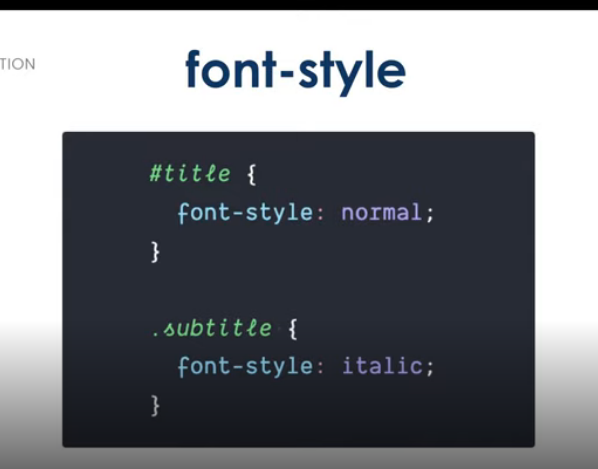 TION
font-style
#title {
  font-style: normal;
}
.subtitle {
  font-style: italic;
}